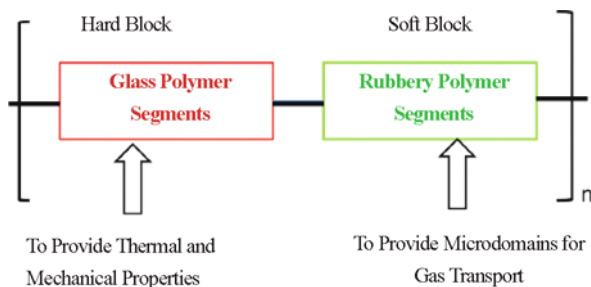 Hard Block
Soft Block
Glass Polymer
Segments
Rubbery Polymer
Segments
n
To Provide Thermal and
Mechanical Properties
To Provide Microdomains for
Gas Transport